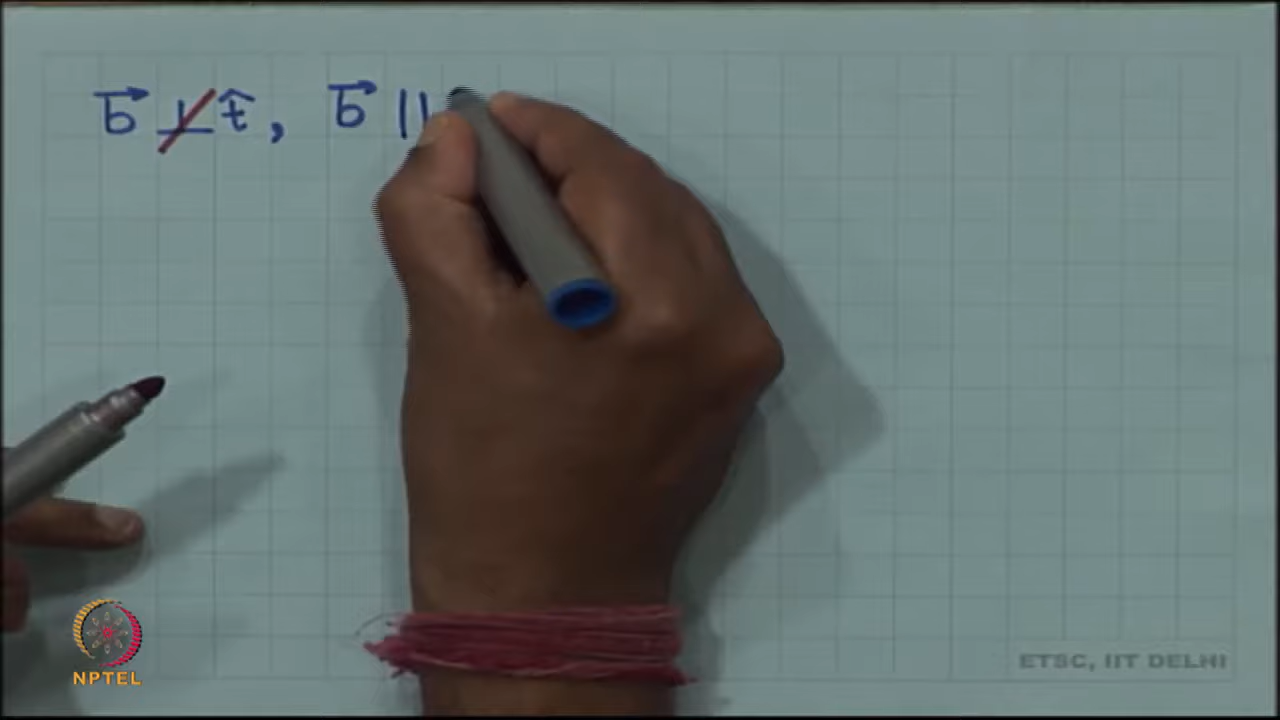 b⃗ ⊥̸ t̂, b⃗ ||
NPTEL
ETSC, IIT DELHI